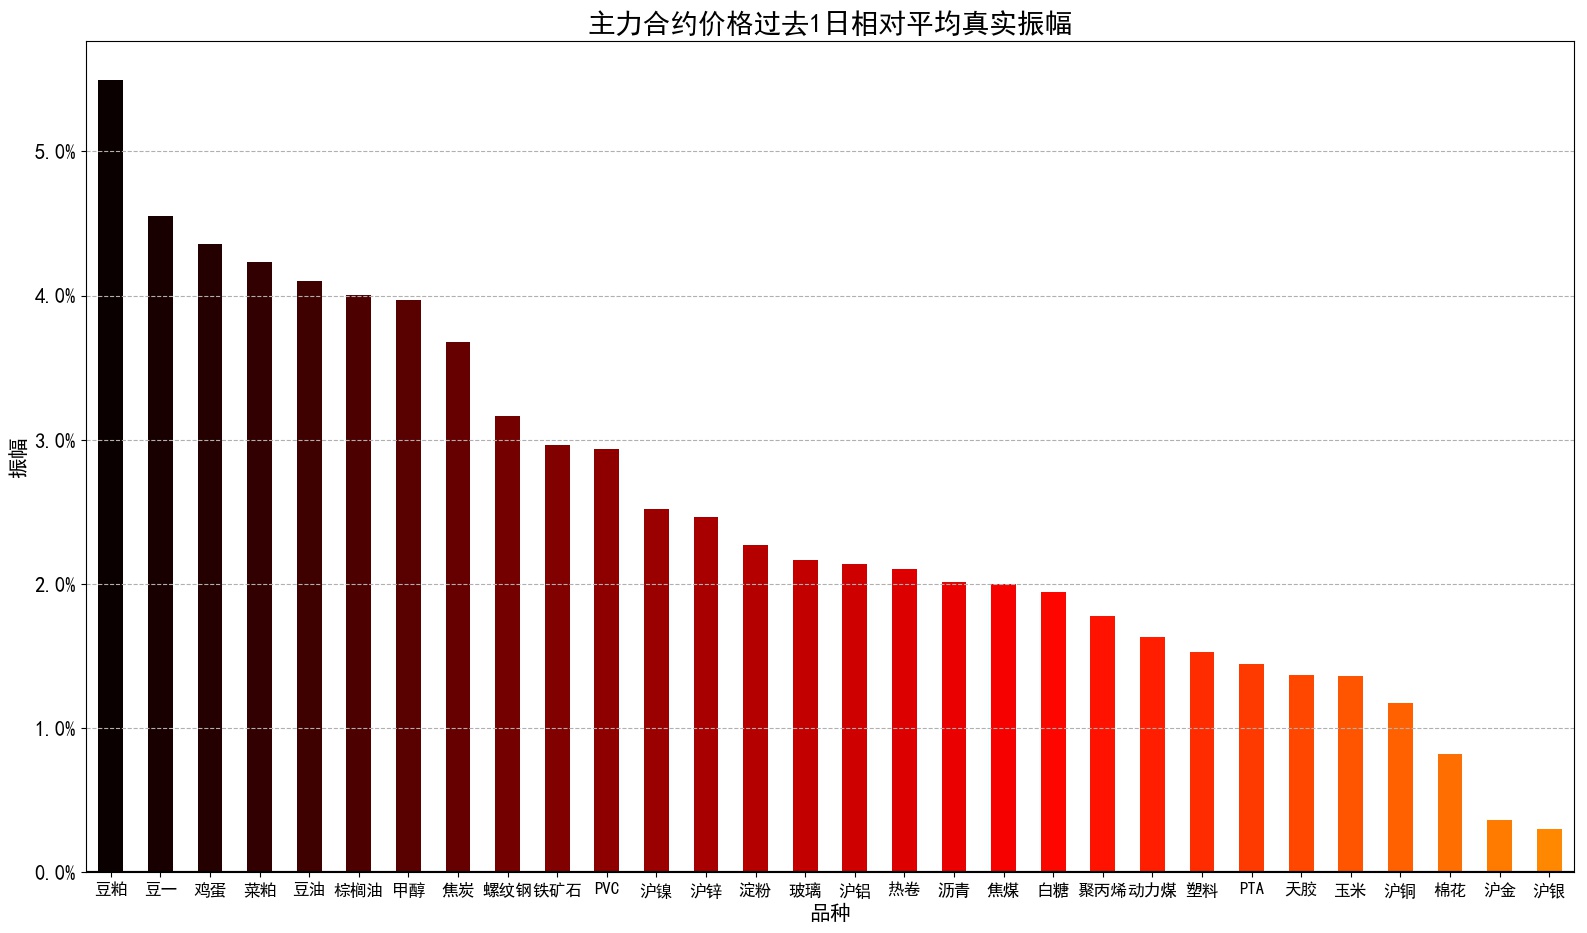 主力合约价格过去1日相对平均真实振幅
振幅
5.0%
4.0%
3.0%
2.0%
1.0%
0.0%
豆粕 豆一 鸡蛋 菜粕 豆油 棕榈油 甲醇 焦炭 螺纹钢 铁矿石 PVC 沪镍 沪锌 淀粉 玻璃 沪铝 热卷 沥青 焦煤 白糖 聚丙烯 动力煤 塑料 PTA 天胶 玉米 沪铜 棉花 沪金 沪银
品种